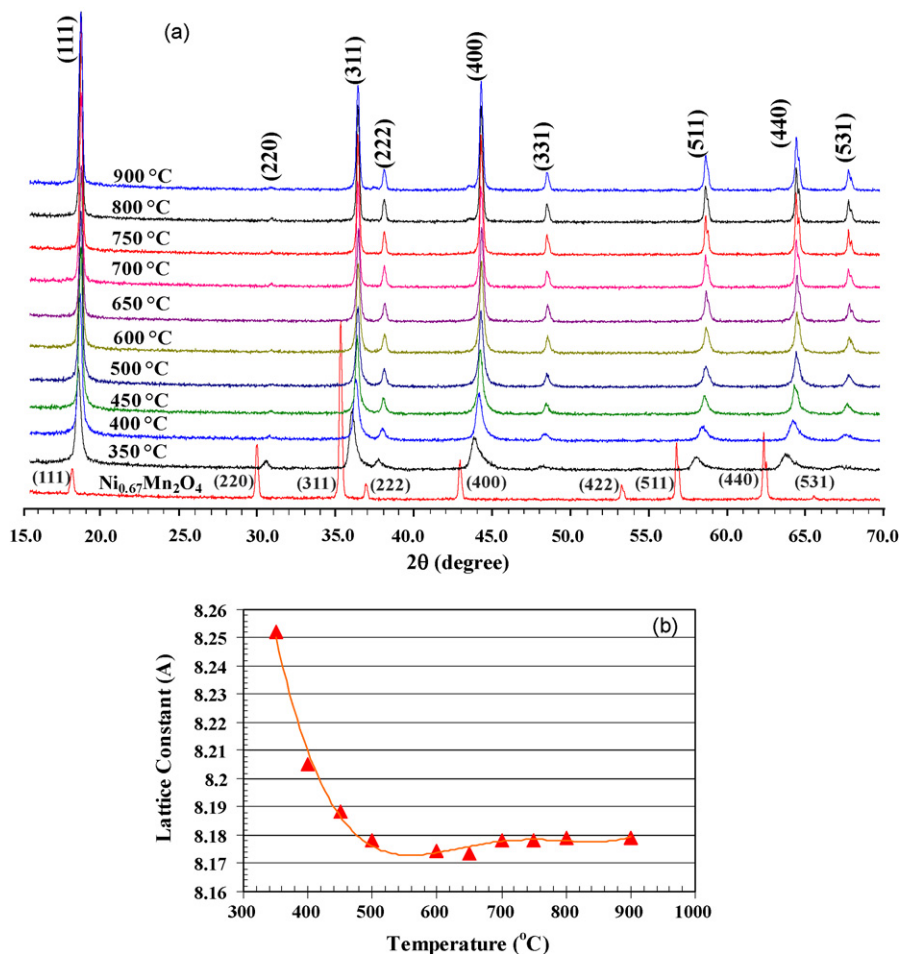 (a)
(111)
(220)
(311)
(222)
(400)
(331)
(511)
(440)
(531)
900 °C
800 °C
750 °C
700 °C
650 °C
600 °C
500 °C
450 °C
400 °C
350 °C
(111)
Ni0.67Mn2O4
(220)
(311)
(222)
(400)
(422)
(511)
(440)
(531)
15.0 20.0 30.0 35.0 40.0 45.0 50.0 55.0 60.0 65.0 70.0
2θ (degree)
(b)
Lattice Constant (A)
8.26
8.25
8.24
8.23
8.22
8.21
8.2
8.19
8.18
8.17
8.16
300 400 500 600 700 800 900 1000
Temperature (°C)